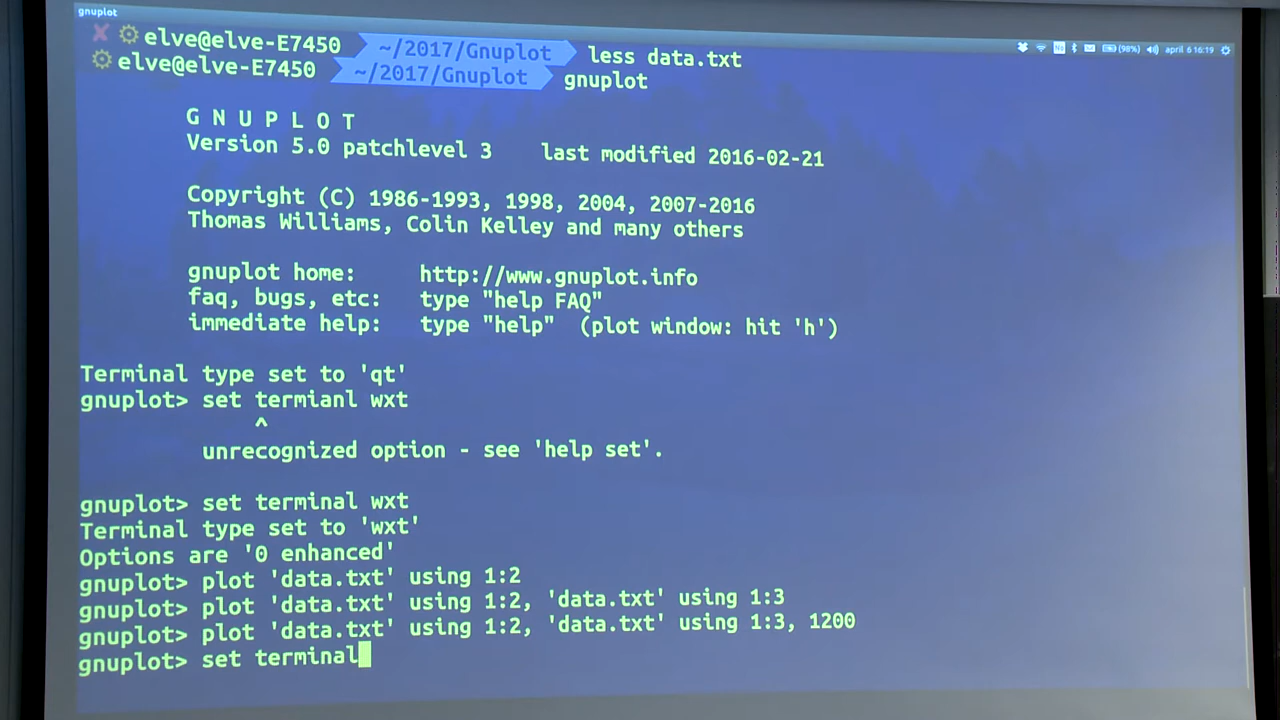 gnuplot
elve@elve-E7450 ~/2017/Gnuplot less data.txt
Ns (98%) april 6 16:19
elve@elve-E7450 ~/2017/Gnuplot gnuplot
G N U P L O T
Version 5.0 patchlevel 3 last modified 2016-02-21
Copyright (C) 1986-1993, 1998, 2004, 2007-2016
Thomas Williams, Colin Kelley and many others
gnuplot home: http://www.gnuplot.info
faq, bugs, etc: type "help FAQ"
immediate help: type "help" (plot window: hit 'h')
Terminal type set to 'qt'
gnuplot> set termianl wxt
^
unrecognized option - see 'help set'.
gnuplot> set terminal wxt
Terminal type set to 'wxt'
Options are '0 enhanced'
gnuplot> plot 'data.txt' using 1:2
gnuplot> plot 'data.txt' using 1:2, 'data.txt' using 1:3
gnuplot> plot 'data.txt' using 1:2, 'data.txt' using 1:3, 1200
gnuplot> set terminal